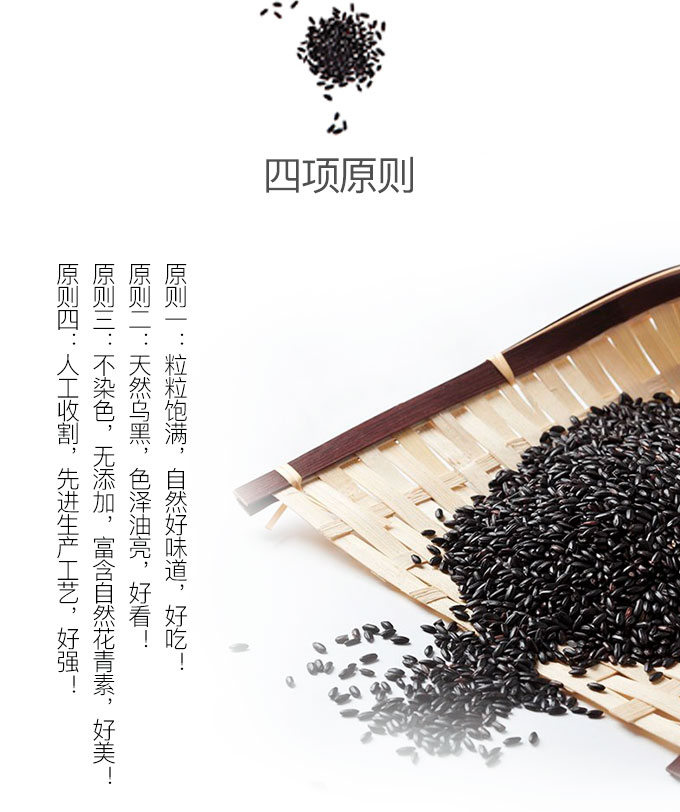 四项原则
原则一：粒粒饱满，自然好味道，好吃！
原则二：天然乌黑，色泽油亮，好看！
原则三：不染色，无添加，富含自然花青素，好美！
原则四：人工收割，先进生产工艺，好强！